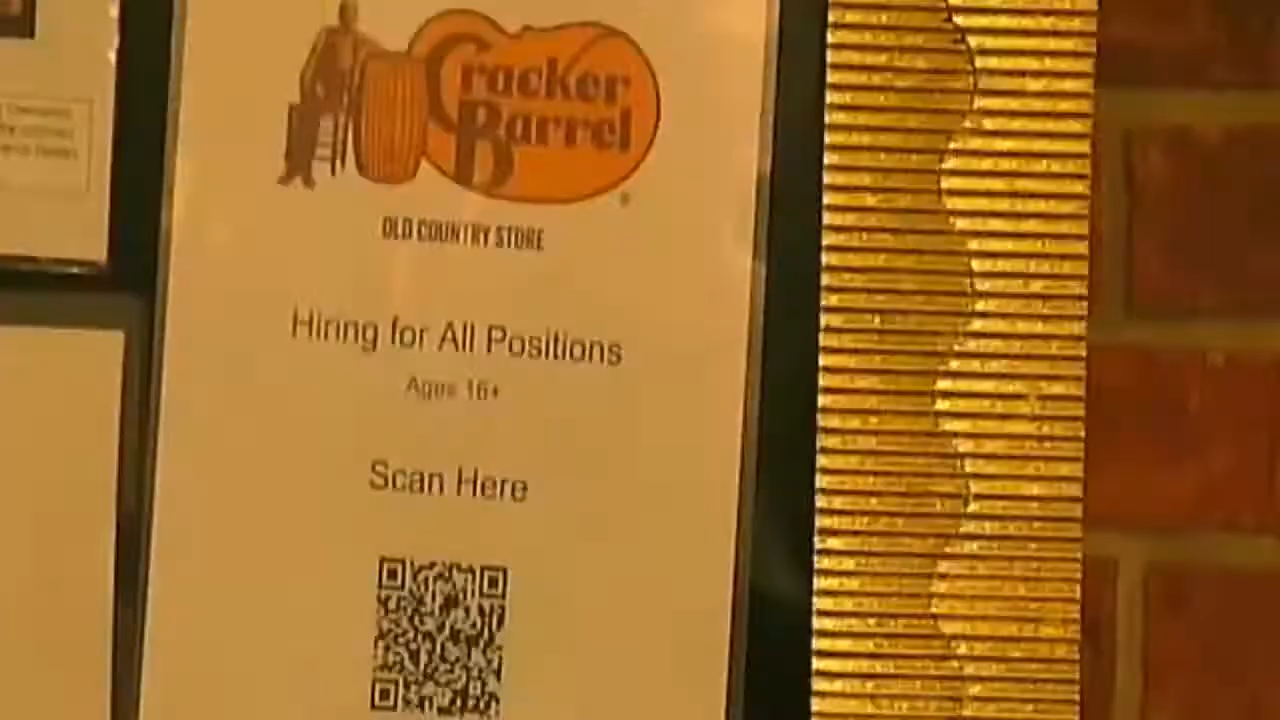 Cracker
Barrel
OLD COUNTRY STORE
Hiring for All Positions
Ages 16+
Scan Here